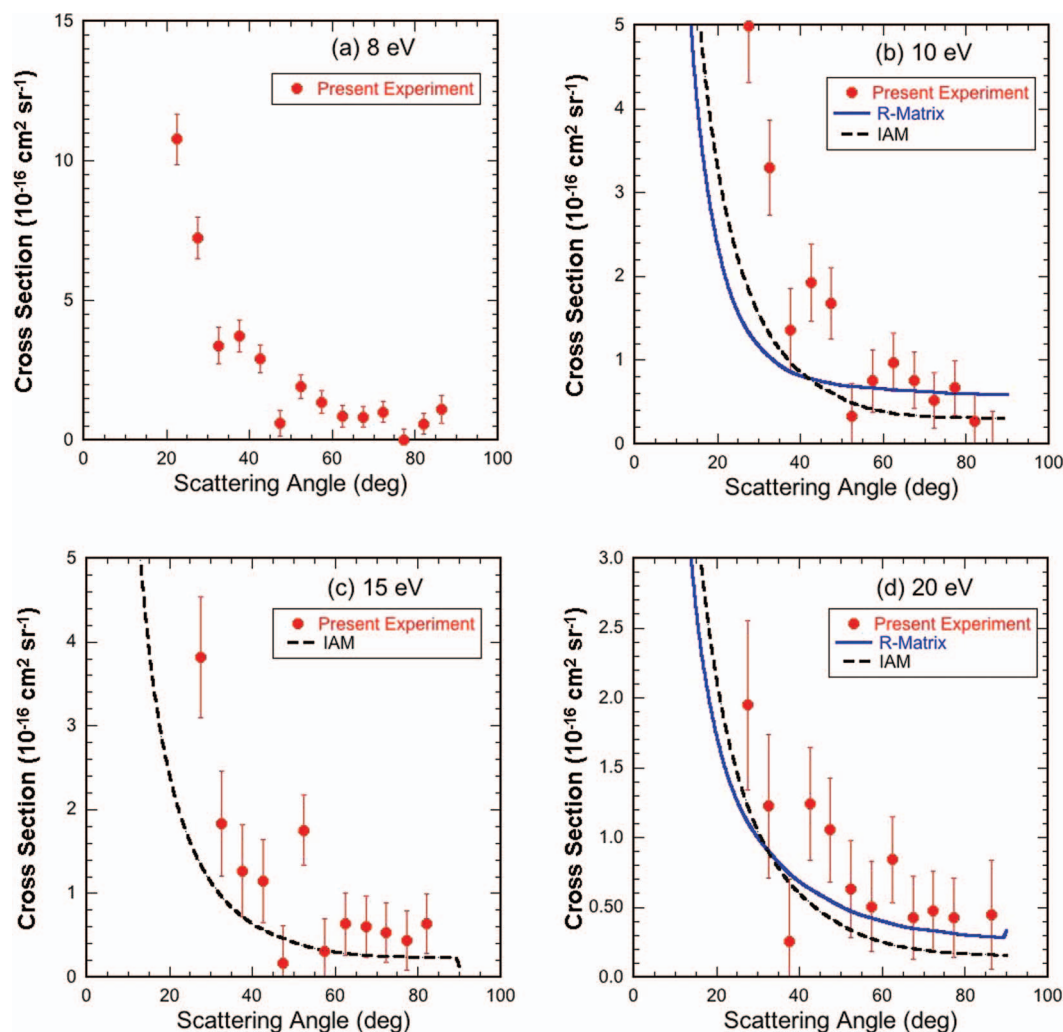 (a) 8 eV
Present Experiment
Cross Section (10⁻¹⁶ cm² sr⁻¹)
15
10
5
0
0 20 40 60 80 100
Scattering Angle (deg)
(b) 10 eV
Present Experiment
R-Matrix
IAM
Cross Section (10⁻¹⁶ cm² sr⁻¹)
5
4
3
2
1
0
0 20 40 60 80 100
Scattering Angle (deg)
(c) 15 eV
Present Experiment
IAM
Cross Section (10⁻¹⁶ cm² sr⁻¹)
5
4
3
2
1
0
0 20 40 60 80 100
Scattering Angle (deg)
(d) 20 eV
Present Experiment
R-Matrix
IAM
Cross Section (10⁻¹⁶ cm² sr⁻¹)
3.0
2.5
2.0
1.5
1.0
0.50
0.0
0 20 40 60 80 100
Scattering Angle (deg)